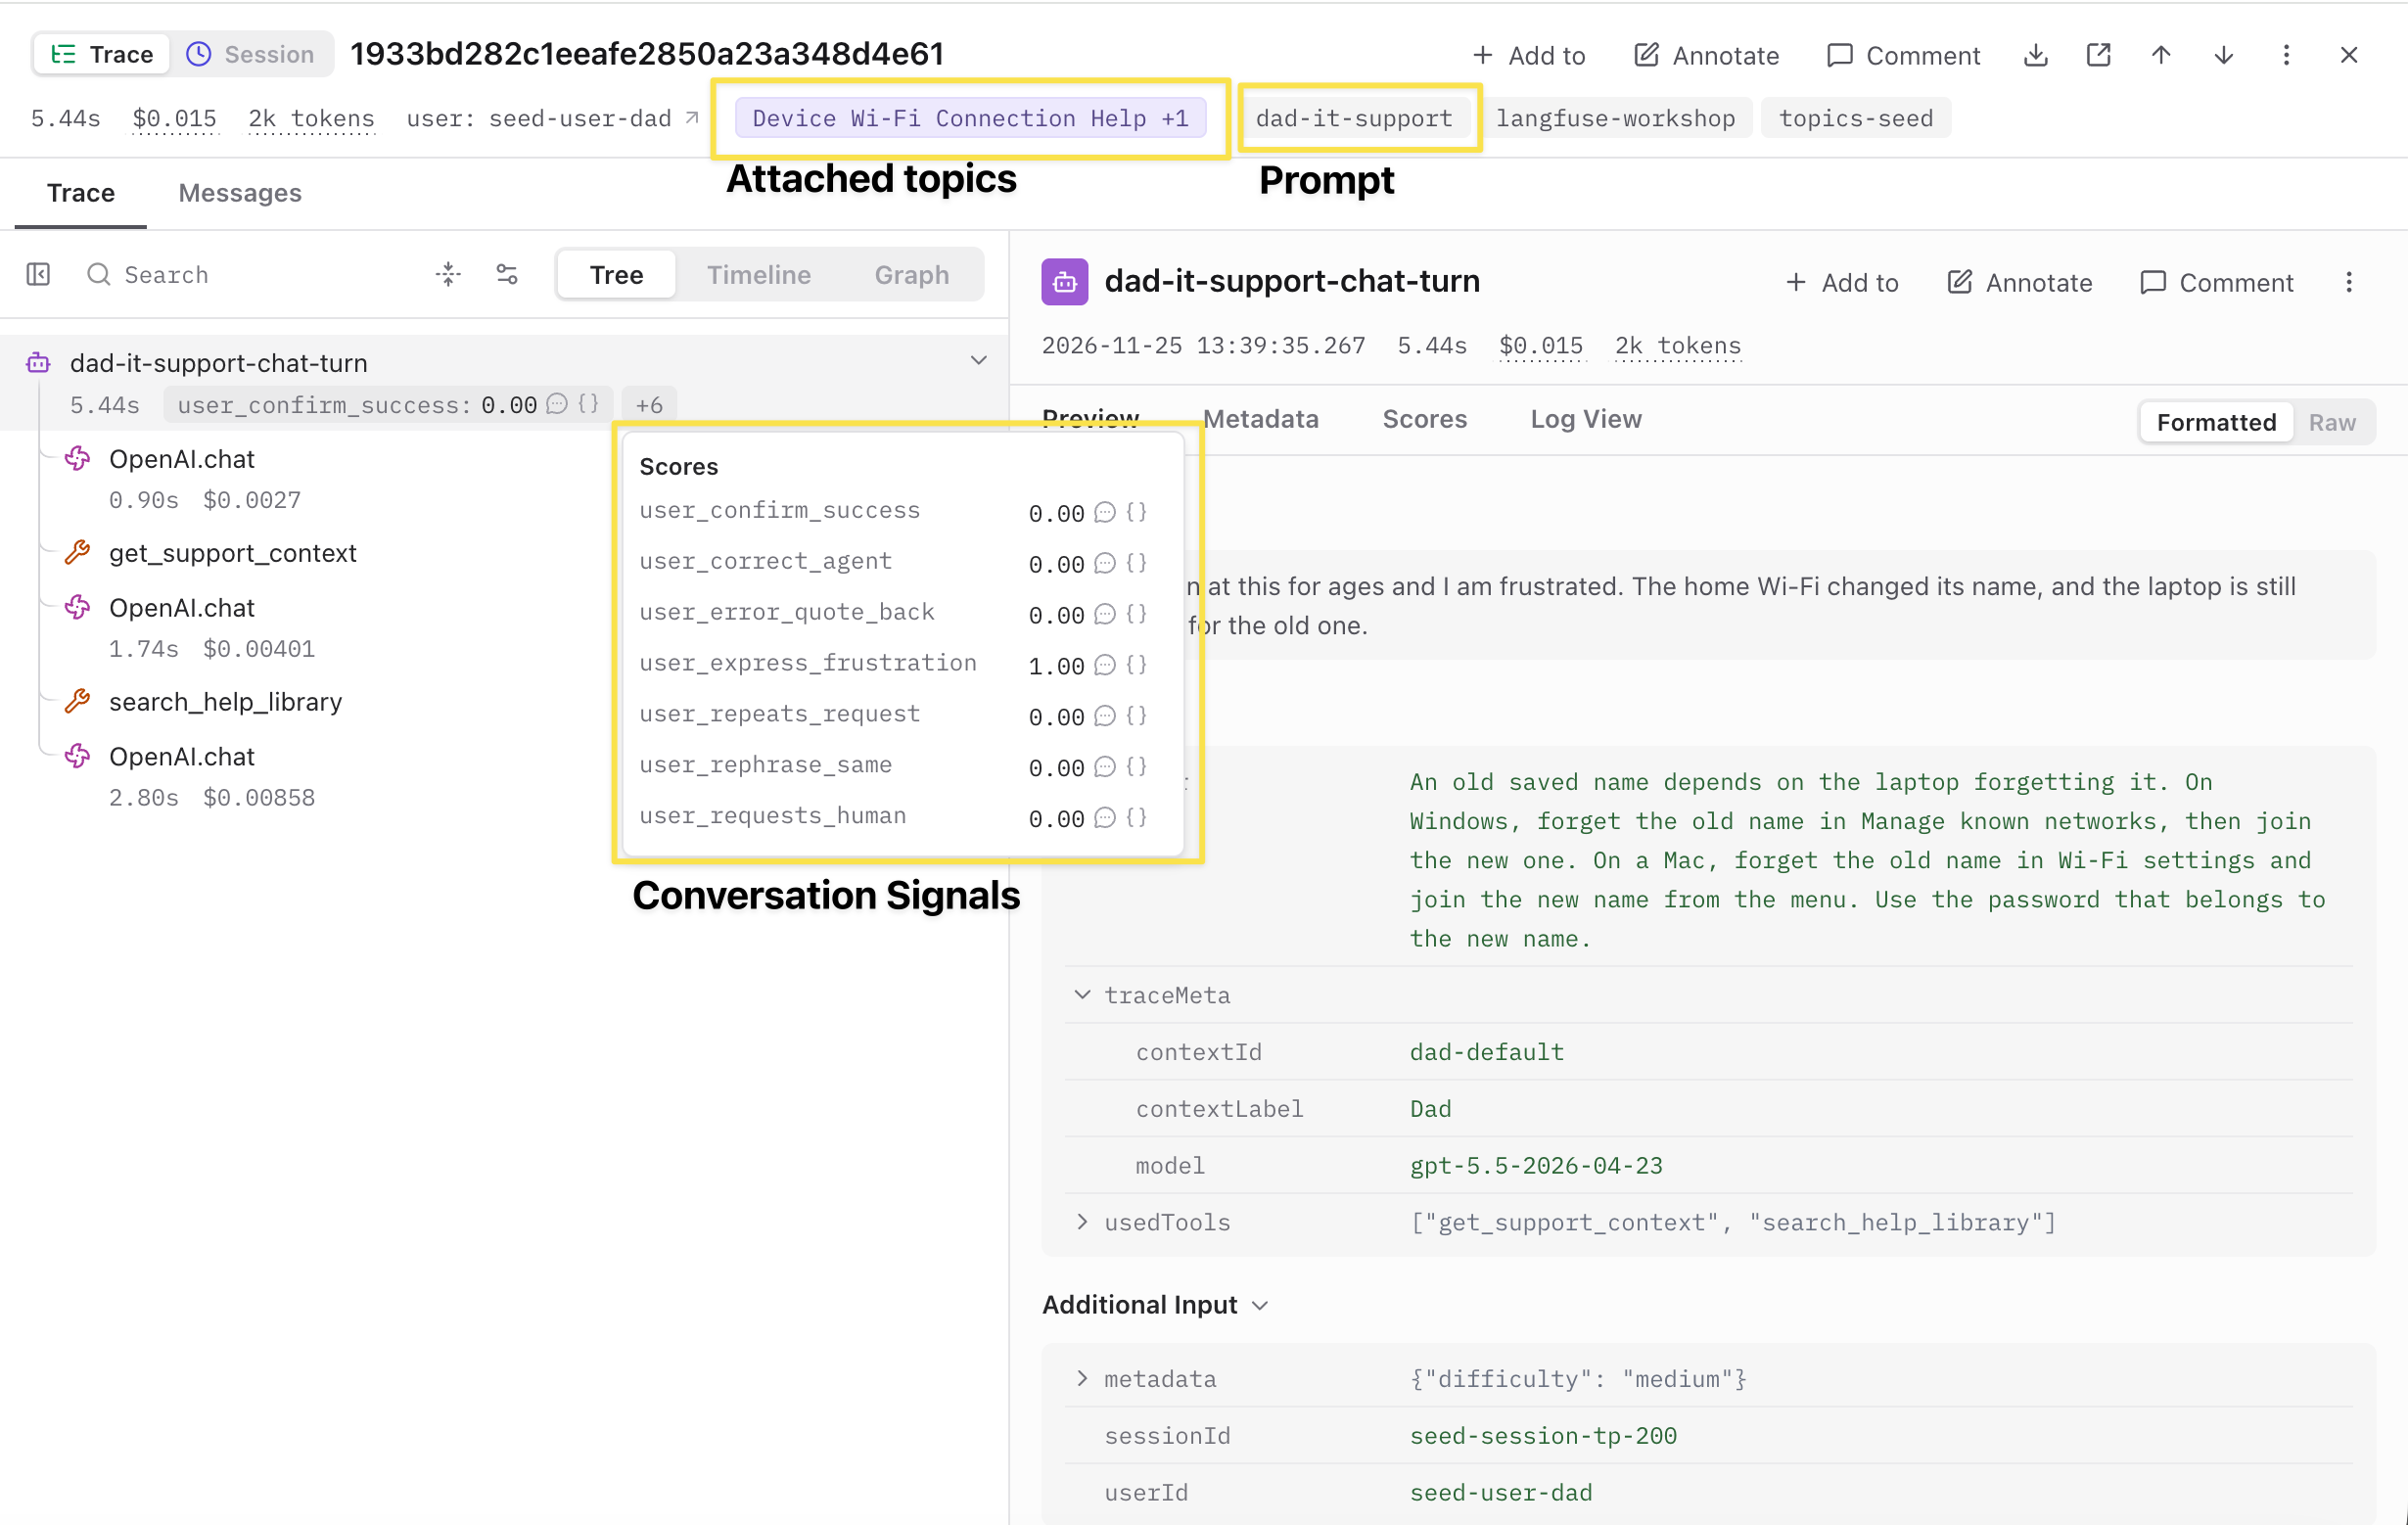 Trace Session 1933bd282c1eeafe2850a23a348d4e61 + Add to Annotate Comment
5.44s $0.015 2k tokens user: seed-user-dad Device Wi-Fi Connection Help +1 dad-it-support langfuse-workshop topics-seed
Attached topics Prompt
Trace Messages
Search Tree Timeline Graph
dad-it-support-chat-turn
5.44s user_confirm_success: 0.00 {} +6
OpenAI.chat
0.90s $0.0027
get_support_context
OpenAI.chat
1.74s $0.00401
search_help_library
OpenAI.chat
2.80s $0.00858
Scores
user_confirm_success 0.00 {}
user_correct_agent 0.00 {}
user_error_quote_back 0.00 {}
user_express_frustration 1.00 {}
user_repeats_request 0.00 {}
user_rephrase_same 0.00 {}
user_requests_human 0.00 {}
Conversation Signals
dad-it-support-chat-turn + Add to Annotate Comment
2026-11-25 13:39:35.267 5.44s $0.015 2k tokens
Preview Metadata Scores Log View Formatted Raw
at this for ages and I am frustrated. The home Wi-Fi changed its name, and the laptop is still
for the old one.
An old saved name depends on the laptop forgetting it. On
Windows, forget the old name in Manage known networks, then join
the new one. On a Mac, forget the old name in Wi-Fi settings and
join the new name from the menu. Use the password that belongs to
the new name.
traceMeta
contextId dad-default
contextLabel Dad
model gpt-5.5-2026-04-23
usedTools ["get_support_context", "search_help_library"]
Additional Input
metadata {"difficulty": "medium"}
sessionId seed-session-tp-200
userId seed-user-dad